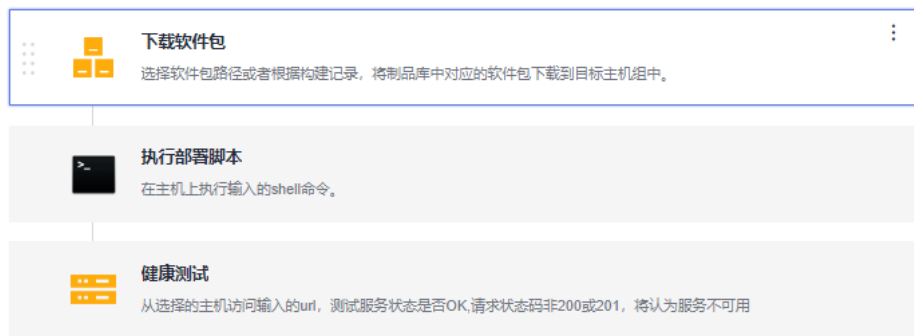 下载软件包
选择软件包路径或者根据构建记录，将制品库中对应的软件包下载到目标主机组中。
>_
执行部署脚本
在主机上执行输入的shell命令。
健康测试
从选择的主机访问输入的url，测试服务状态是否OK,请求状态码非200或201，将认为服务不可用